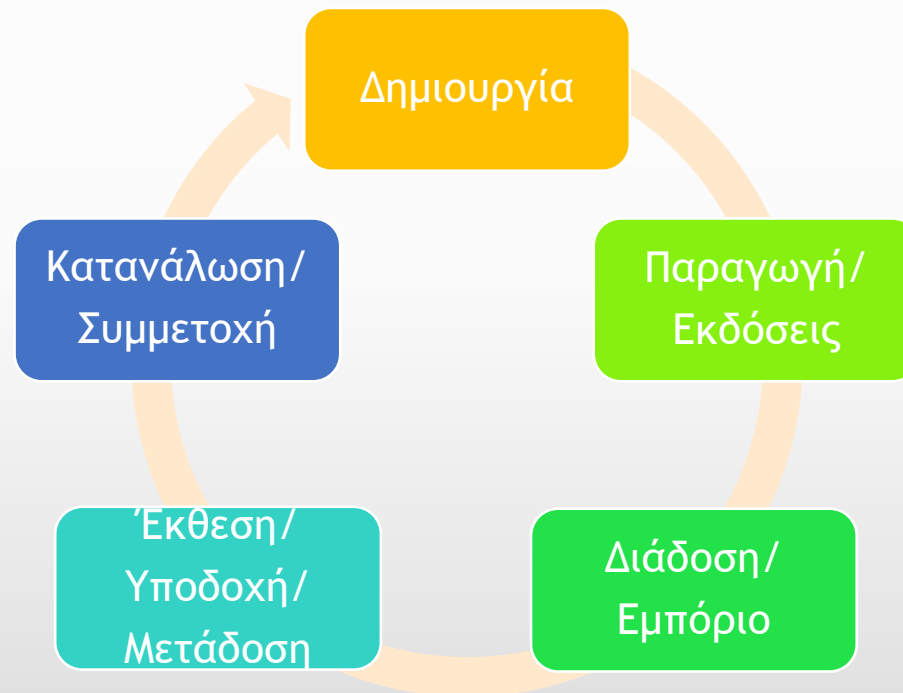 Δημιουργία
Παραγωγή/
Εκδόσεις
Διάδοση/
Εμπόριο
Έκθεση/
Υποδοχή/
Μετάδοση
Κατανάλωση/
Συμμετοχή